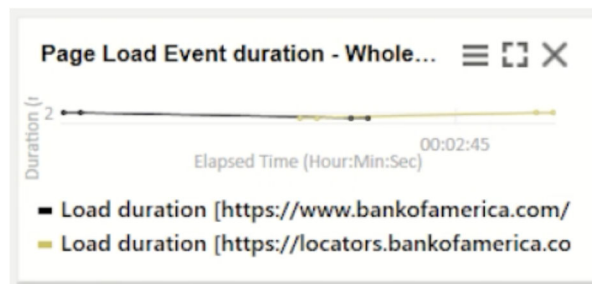 Page Load Event duration - Whole...
Duration (
2
00:02:45
Elapsed Time (Hour:Min:Sec)
Load duration [https://www.bankofamerica.com/
Load duration [https://locators.bankofamerica.co